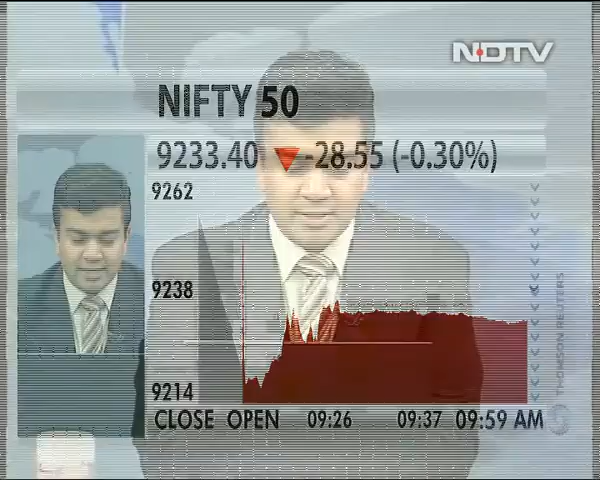 NDTV
NIFTY 50
9233.40 ▼-28.55 (-0.30%)
9262
9238
9214
CLOSE OPEN 09:26 09:37 09:59 AM
THOMSON REUTERS